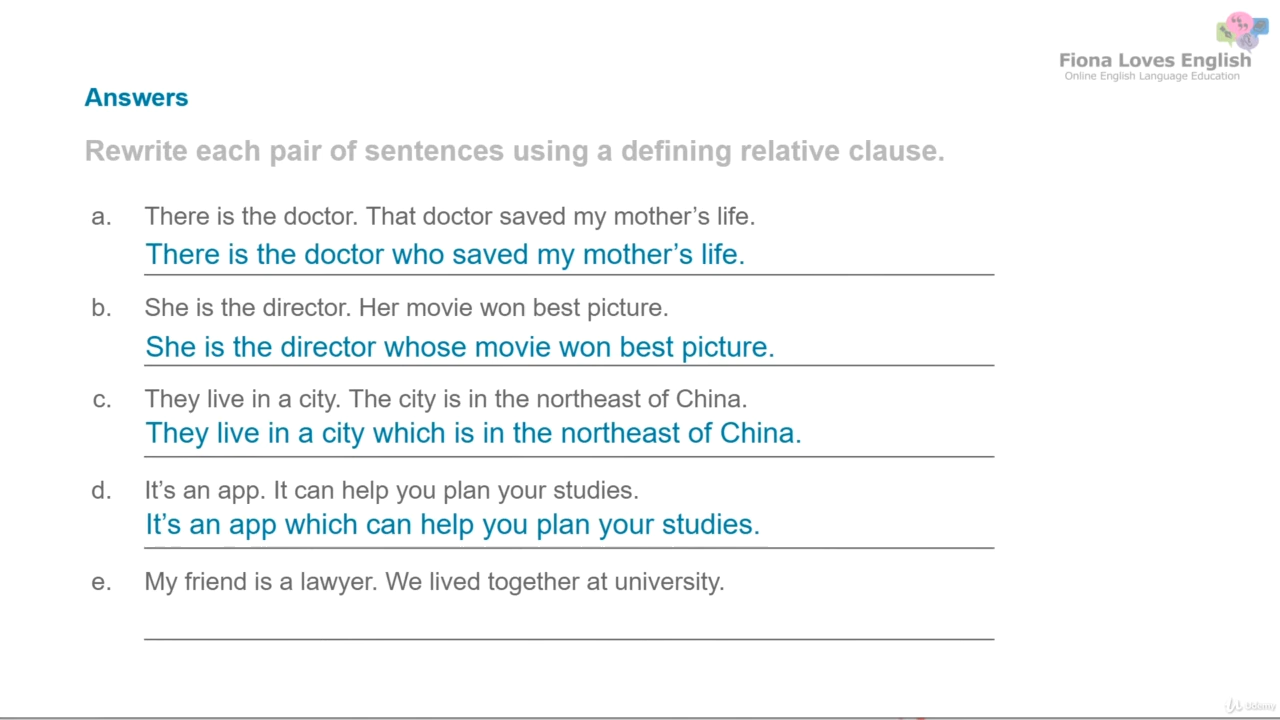 Fiona Loves English
Online English Language Education
Answers
Rewrite each pair of sentences using a defining relative clause.
a. There is the doctor. That doctor saved my mother’s life.
There is the doctor who saved my mother’s life.
b. She is the director. Her movie won best picture.
She is the director whose movie won best picture.
c. They live in a city. The city is in the northeast of China.
They live in a city which is in the northeast of China.
d. It’s an app. It can help you plan your studies.
It’s an app which can help you plan your studies.
e. My friend is a lawyer. We lived together at university.
Udemy